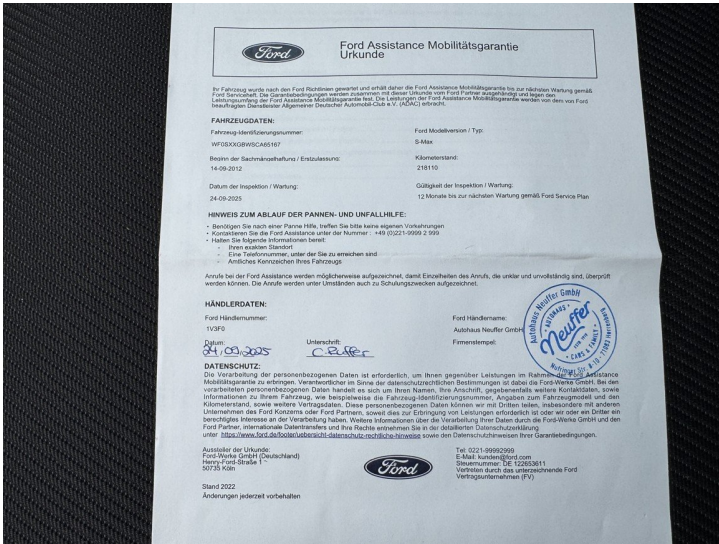 Ford
Ford Assistance Mobilitätsgarantie
Urkunde
Ihr Fahrzeug wurde nach den Ford Richtlinien gewartet und erhält daher die Ford Assistance Mobilitätsgarantie bis zur nächsten Wartung gemäß
Ford Serviceheft. Die Garantiebedingungen werden zusammen mit dieser Urkunde vom Ford Partner ausgehändigt und legen den
Leistungsumfang der Ford Assistance Mobilitätsgarantie fest. Die Leistungen der Ford Assistance Mobilitätsgarantie werden von dem von Ford
beauftragten Dienstleister Allgemeiner Deutscher Automobil-Club e.V. (ADAC) erbracht.
FAHRZEUGDATEN:
Fahrzeug-Identifizierungsnummer:
Ford Modellversion / Typ:
WF0SXXGBWSCA65167
S-Max
Beginn der Sachmängelhaftung / Erstzulassung:
Kilometerstand:
14-09-2012
218110
Datum der Inspektion / Wartung:
Gültigkeit der Inspektion / Wartung:
24-09-2025
12 Monate bis zur nächsten Wartung gemäß Ford Service Plan
HINWEIS ZUM ABLAUF DER PANNEN- UND UNFALLHILFE:
• Benötigen Sie nach einer Panne Hilfe, treffen Sie bitte keine eigenen Vorkehrungen
• Kontaktieren Sie die Ford Assistance unter der Nummer : +49 (0)221-9999 2 999
• Halten Sie folgende Informationen bereit:
- Ihren exakten Standort
- Eine Telefonnummer, unter der Sie zu erreichen sind
- Amtliches Kennzeichen Ihres Fahrzeugs
Anrufe bei der Ford Assistance werden möglicherweise aufgezeichnet, damit Einzelheiten des Anrufs, die unklar und unvollständig sind, überprüft
werden können. Die Anrufe werden unter Umständen auch zu Schulungszwecken aufgezeichnet.
HÄNDLERDATEN:
Ford Händlernummer:
Ford Händlername:
1V3F0
Autohaus Neuffer GmbH
Datum:
Unterschrift:
Firmenstempel:
24.09.2025
Autohaus Neuffer GmbH
AUTOHAUS
Neuffer
CARS & FAMILY
DATENSCHUTZ:
Die Verarbeitung der personenbezogenen Daten ist erforderlich, um Ihnen gegenüber Leistungen im Rahmen der Ford Assistance
Mobilitätsgarantie zu erbringen. Verantwortlicher im Sinne der datenschutzrechtlichen Bestimmungen ist dabei die Ford-Werke GmbH. Bei den
verarbeiteten personenbezogenen Daten handelt es sich um Ihren Namen, Ihre Anschrift, gegebenenfalls weitere Kontaktdaten, sowie
Informationen zu Ihrem Fahrzeug, wie beispielsweise die Fahrzeug-Identifizierungsnummer, Angaben zum Fahrzeugmodell und den
Kilometerstand, sowie weitere Vertragsdaten. Diese personenbezogenen Daten können wir mit Dritten teilen, insbesondere mit anderen
Unternehmen des Ford Konzerns oder Ford Partnern, soweit dies zur Erbringung von Leistungen erforderlich ist oder wir oder ein Dritter ein
berechtigtes Interesse an der Verarbeitung haben. Weitere Informationen über die Verarbeitung Ihrer Daten durch die Ford-Werke GmbH und den
Ford Partner, internationale Datentransfers und Ihre Rechte entnehmen Sie in der detaillierten Datenschutzerklärung
unter https://www.ford.de/footer/uebersicht-datenschutz-rechtliche-hinweise sowie den Datenschutzhinweisen Ihrer Garantiebedingungen.
Aussteller der Urkunde:
Ford-Werke GmbH (Deutschland)
Henry-Ford-Straße 1
50735 Köln
Ford
Tel: 0221-99992999
E-Mail: kunden@ford.com
Steuernummer: DE 122653611
Vertreten durch das unterzeichnende Ford
Vertragsunternehmen (FV)
Stand 2022
Änderungen jederzeit vorbehalten